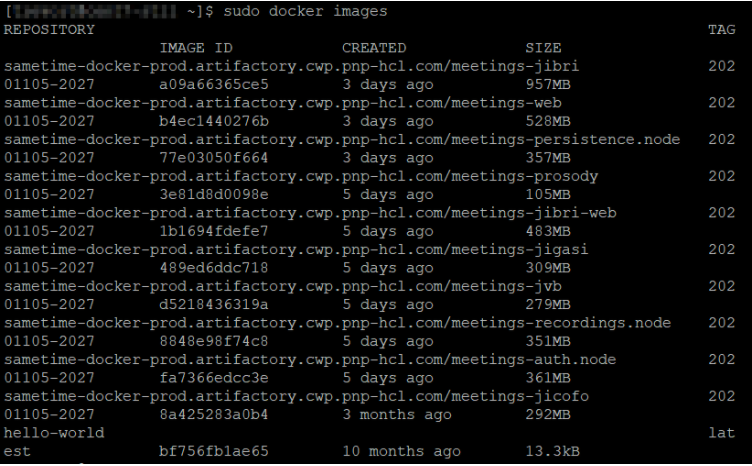 [ ~]$ sudo docker images
REPOSITORY TAG
IMAGE ID CREATED SIZE
sametime-docker-prod.artifactory.cwp.pnp-hcl.com/meetings-jibri 202
01105-2027 a09a66365ce5 3 days ago 957MB
sametime-docker-prod.artifactory.cwp.pnp-hcl.com/meetings-web 202
01105-2027 b4ec1440276b 3 days ago 528MB
sametime-docker-prod.artifactory.cwp.pnp-hcl.com/meetings-persistence.node 202
01105-2027 77e03050f664 3 days ago 357MB
sametime-docker-prod.artifactory.cwp.pnp-hcl.com/meetings-prosody 202
01105-2027 3e81d8d0098e 5 days ago 105MB
sametime-docker-prod.artifactory.cwp.pnp-hcl.com/meetings-jibri-web 202
01105-2027 1b1694fdefe7 5 days ago 483MB
sametime-docker-prod.artifactory.cwp.pnp-hcl.com/meetings-jigasi 202
01105-2027 489ed6ddc718 5 days ago 309MB
sametime-docker-prod.artifactory.cwp.pnp-hcl.com/meetings-jvb 202
01105-2027 d5218436319a 5 days ago 279MB
sametime-docker-prod.artifactory.cwp.pnp-hcl.com/meetings-recordings.node 202
01105-2027 8848e98f74c8 5 days ago 351MB
sametime-docker-prod.artifactory.cwp.pnp-hcl.com/meetings-auth.node 202
01105-2027 fa7366edcc3e 5 days ago 361MB
sametime-docker-prod.artifactory.cwp.pnp-hcl.com/meetings-jicofo 202
01105-2027 8a425283a0b4 3 months ago 292MB
hello-world lat
est bf756fb1ae65 10 months ago 13.3kB